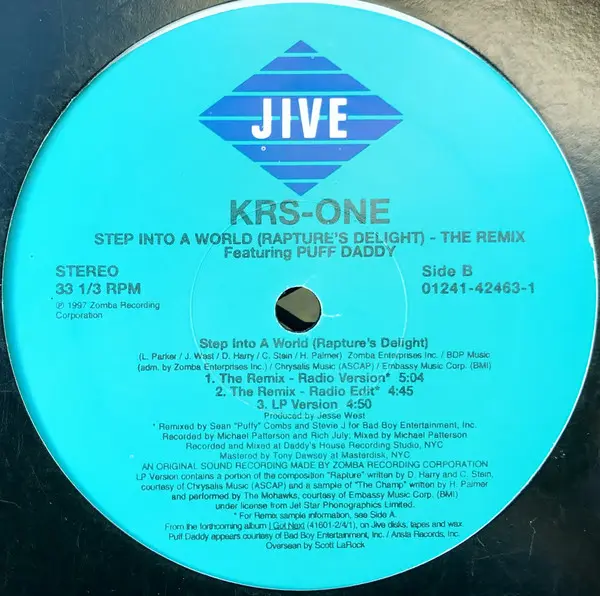 JIVE
KRS-ONE
STEP INTO A WORLD (RAPTURE'S DELIGHT) - THE REMIX
Featuring PUFF DADDY
STEREO
33 1/3 RPM
℗ 1997 Zomba Recording
Corporation
Side B
01241-42463-1
Step Into A World (Rapture's Delight)
(L. Parker / J. West / D. Harry / C. Stein / H. Palmer) Zomba Enterprises Inc. / BDP Music
(adm. by Zomba Enterprises Inc.) / Chrysalis Music (ASCAP) / Embassy Music Corp. (BMI)
1. The Remix - Radio Version* 5:04
2. The Remix - Radio Edit* 4:45
3. LP Version 4:50
Produced by Jesse West
* Remixed by Sean "Puffy" Combs and Stevie J for Bad Boy Entertainment, Inc.
Recorded by Michael Patterson and Rich July; Mixed by Michael Patterson
Recorded and Mixed at Daddy's House Recording Studio, NYC
Mastered by Tony Dawsey at Masterdisk, NYC
AN ORIGINAL SOUND RECORDING MADE BY ZOMBA RECORDING CORPORATION
LP Version contains a portion of the composition "Rapture" written by D. Harry and C. Stein,
courtesy of Chrysalis Music (ASCAP) and a sample of "The Champ" written by H. Palmer
and performed by The Mohawks, courtesy of Embassy Music Corp. (BMI)
under license from Jet Star Phonographics Limited.
* For Remix sample information, see Side A.
From the forthcoming album I Got Next (41601-2/4/1), on Jive disks, tapes and wax.
Puff Daddy appears courtesy of Bad Boy Entertainment, Inc. / Arista Records, Inc.
Overseen by Scott LaRock